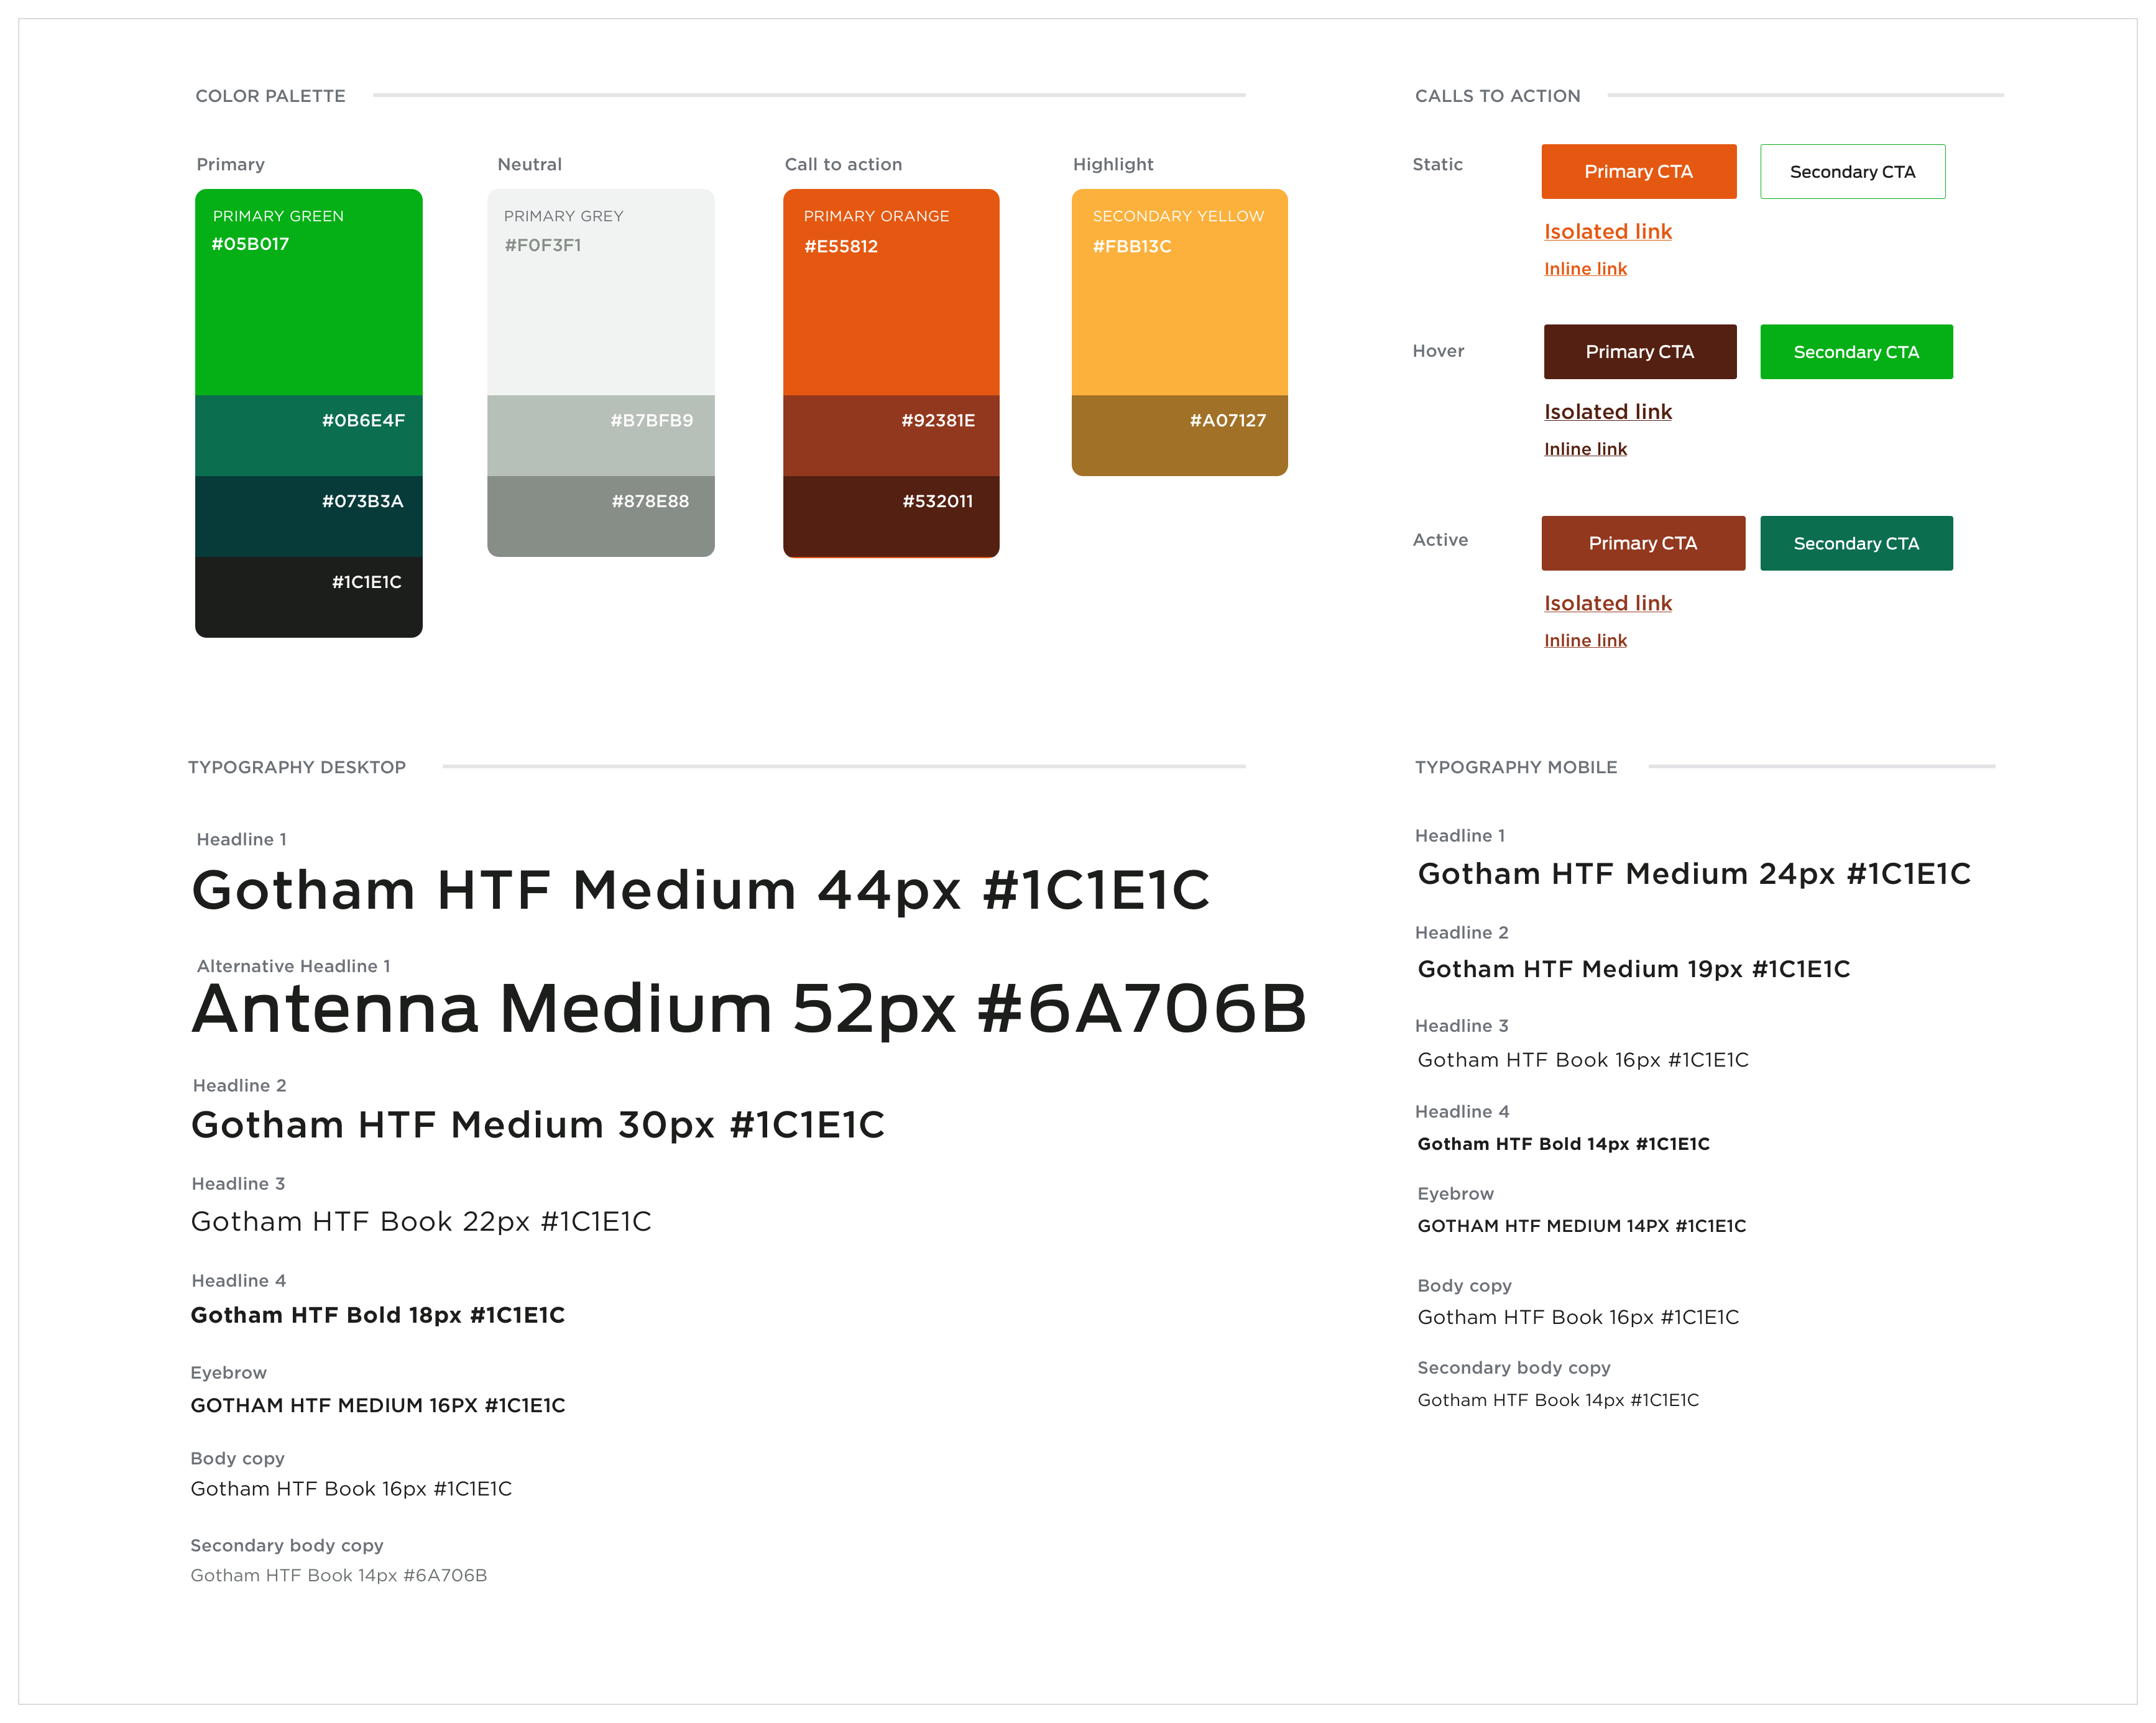 COLOR PALETTE
Primary
PRIMARY GREEN
#05B017
#0B6E4F
#073B3A
#1C1E1C
Neutral
PRIMARY GREY
#F0F3F1
#B7BFB9
#878E88
Call to action
PRIMARY ORANGE
#E55812
#92381E
#532011
Highlight
SECONDARY YELLOW
#FBB13C
#A07127
CALLS TO ACTION
Static
Primary CTA
Secondary CTA
Isolated link
Inline link
Hover
Primary CTA
Secondary CTA
Isolated link
Inline link
Active
Primary CTA
Secondary CTA
Isolated link
Inline link
TYPOGRAPHY DESKTOP
Headline 1
Gotham HTF Medium 44px #1C1E1C
Alternative Headline 1
Antenna Medium 52px #6A706B
Headline 2
Gotham HTF Medium 30px #1C1E1C
Headline 3
Gotham HTF Book 22px #1C1E1C
Headline 4
Gotham HTF Bold 18px #1C1E1C
Eyebrow
GOTHAM HTF MEDIUM 16PX #1C1E1C
Body copy
Gotham HTF Book 16px #1C1E1C
Secondary body copy
Gotham HTF Book 14px #6A706B
TYPOGRAPHY MOBILE
Headline 1
Gotham HTF Medium 24px #1C1E1C
Headline 2
Gotham HTF Medium 19px #1C1E1C
Headline 3
Gotham HTF Book 16px #1C1E1C
Headline 4
Gotham HTF Bold 14px #1C1E1C
Eyebrow
GOTHAM HTF MEDIUM 14PX #1C1E1C
Body copy
Gotham HTF Book 16px #1C1E1C
Secondary body copy
Gotham HTF Book 14px #1C1E1C